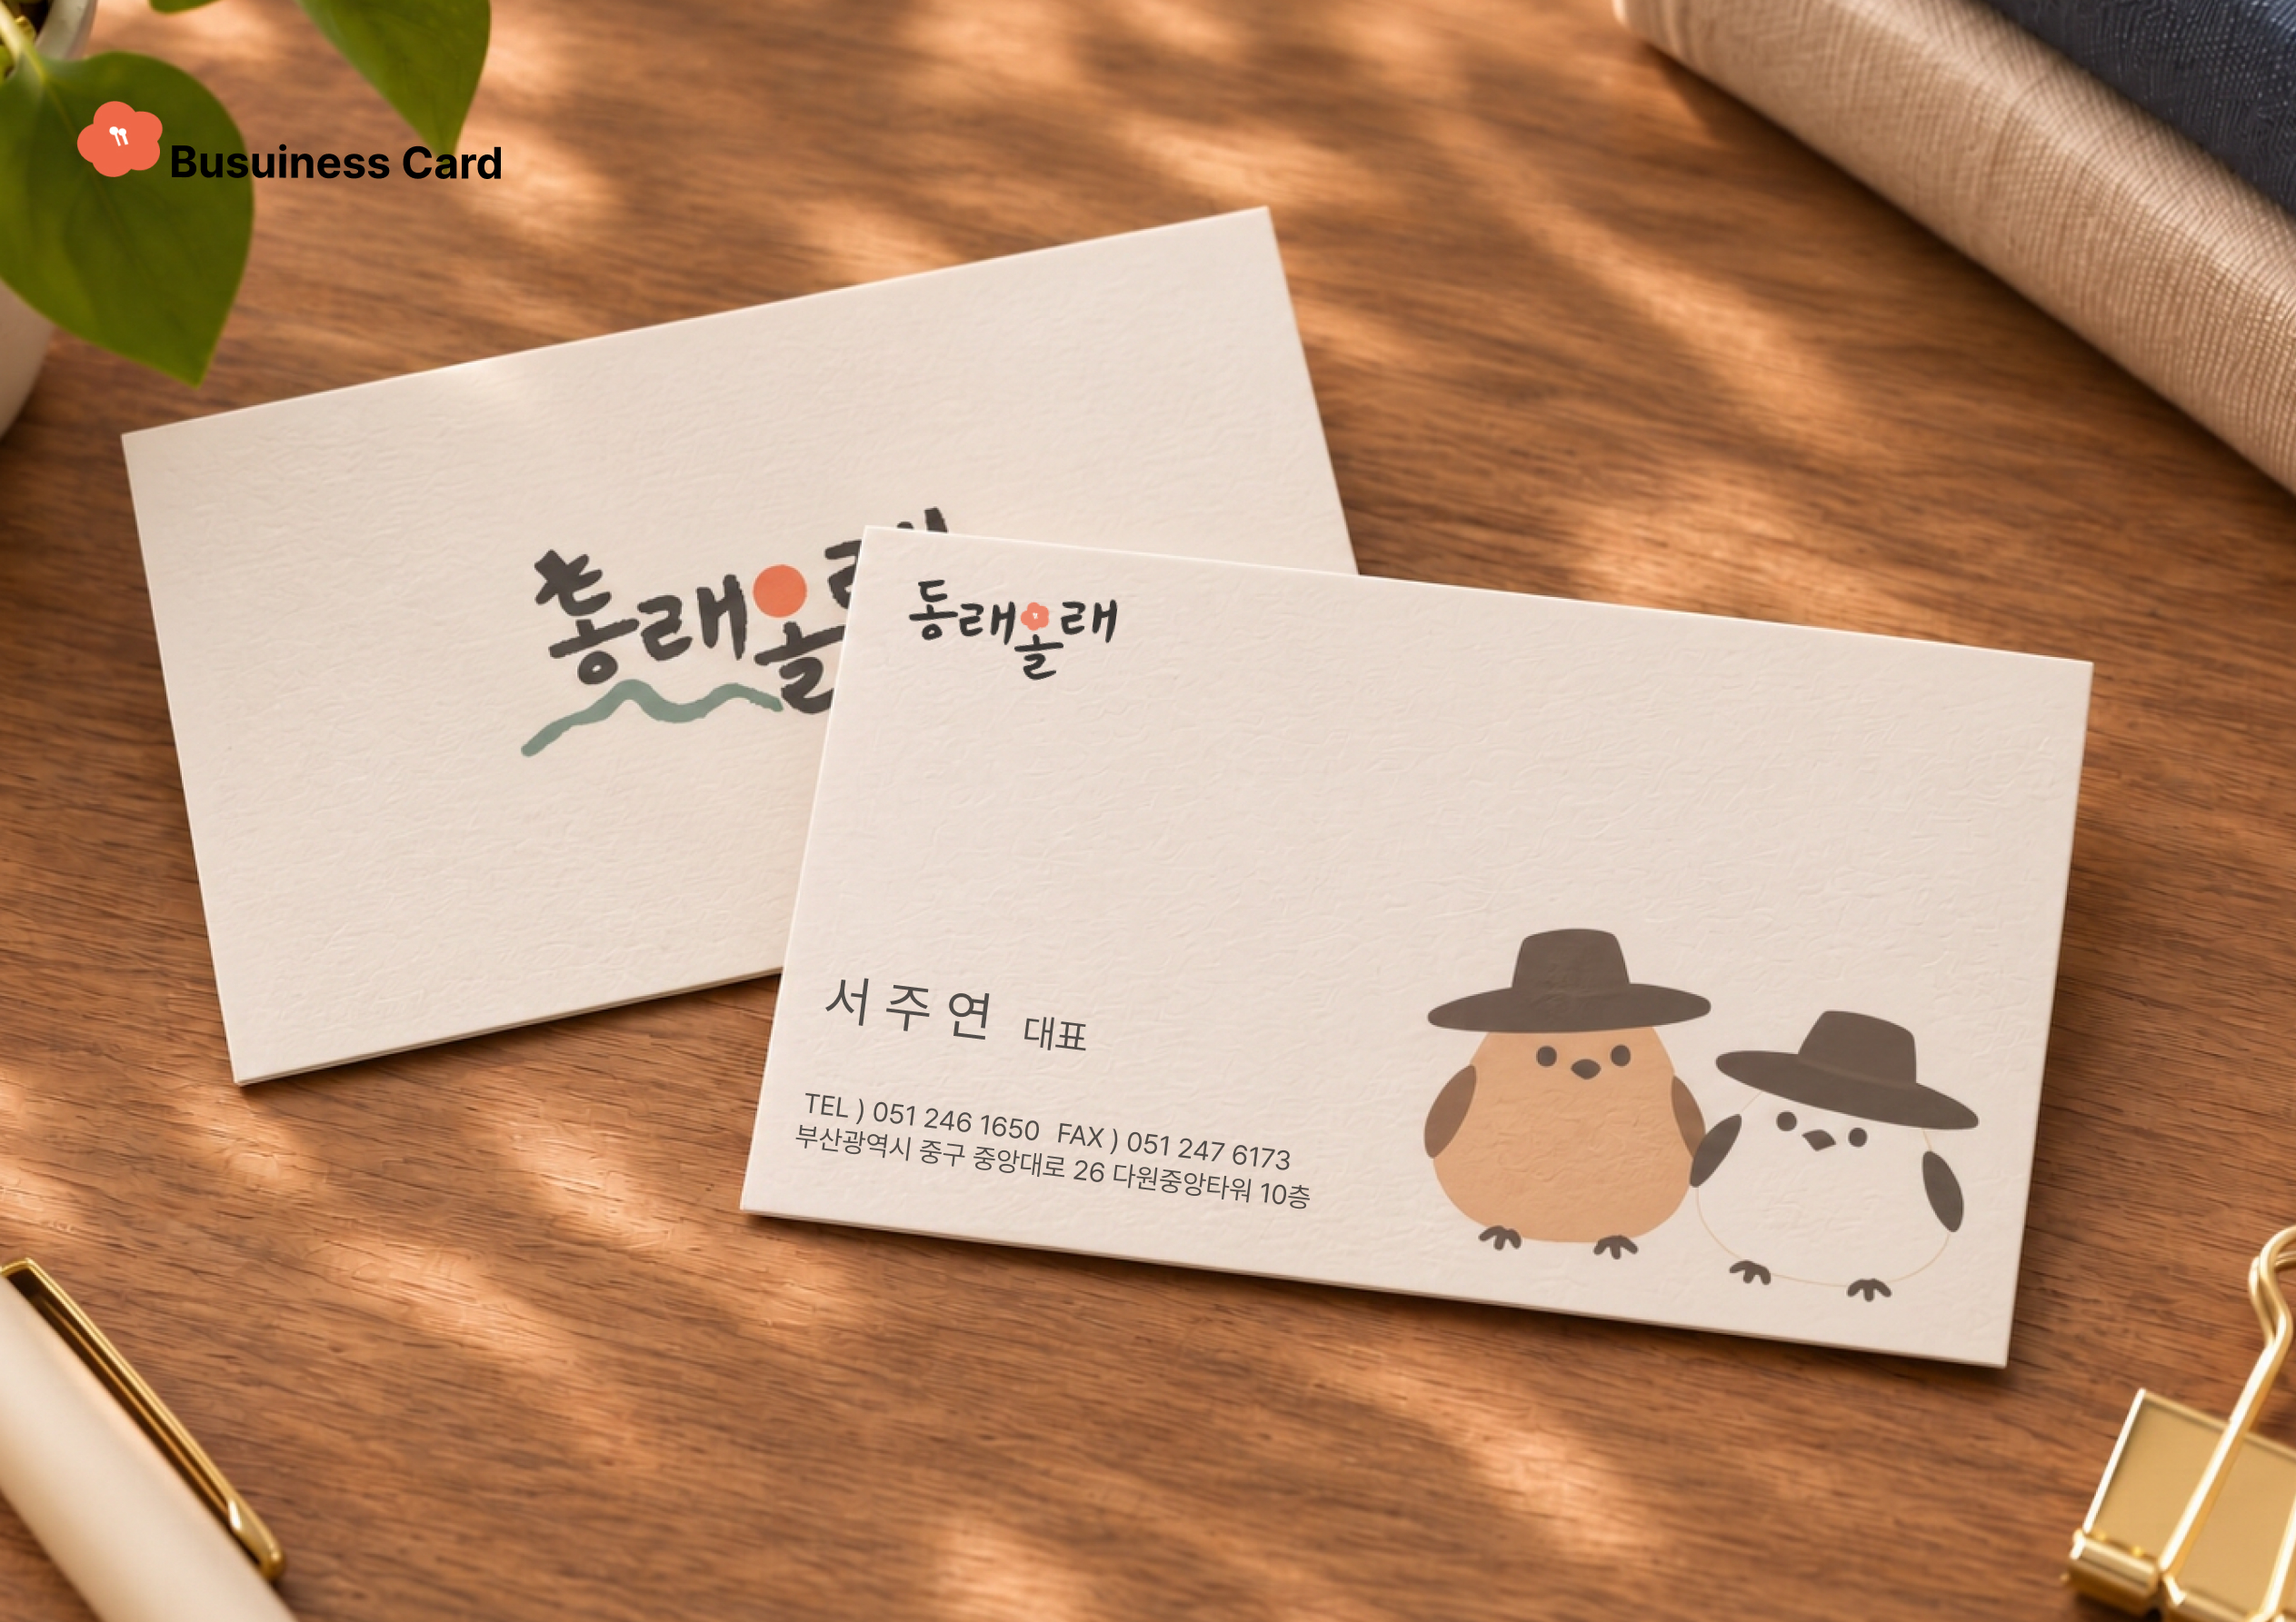 Busuiness Card
동래올
동래올래
서주연 대표
TEL ) 051 246 1650 FAX ) 051 247 6173
부산광역시 중구 중앙대로 26 다원중앙타워 10층